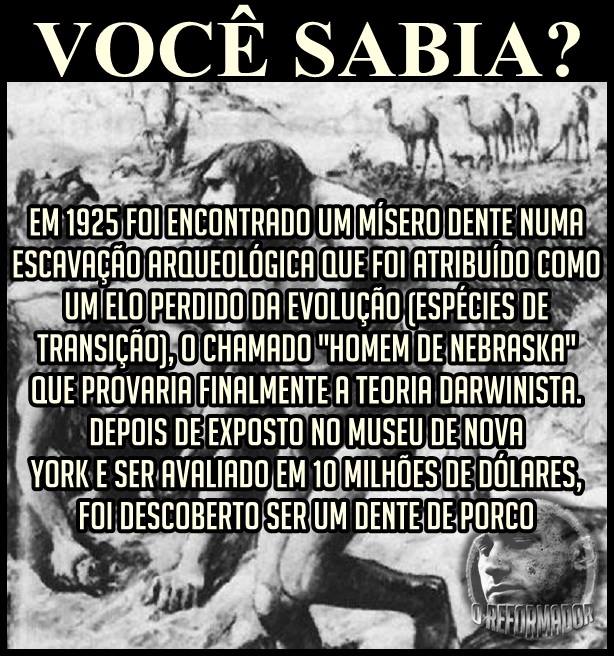 VOCÊ SABIA?
EM 1925 FOI ENCONTRADO UM MÍSERO DENTE NUMA
ESCAVAÇÃO ARQUEOLÓGICA QUE FOI ATRIBUÍDO COMO
UM ELO PERDIDO DA EVOLUÇÃO (ESPÉCIES DE
TRANSIÇÃO), O CHAMADO "HOMEM DE NEBRASKA"
QUE PROVARIA FINALMENTE A TEORIA DARWINISTA.
DEPOIS DE EXPOSTO NO MUSEU DE NOVA
YORK E SER AVALIADO EM 10 MILHÕES DE DÓLARES,
FOI DESCOBERTO SER UM DENTE DE PORCO
O REFORMADOR